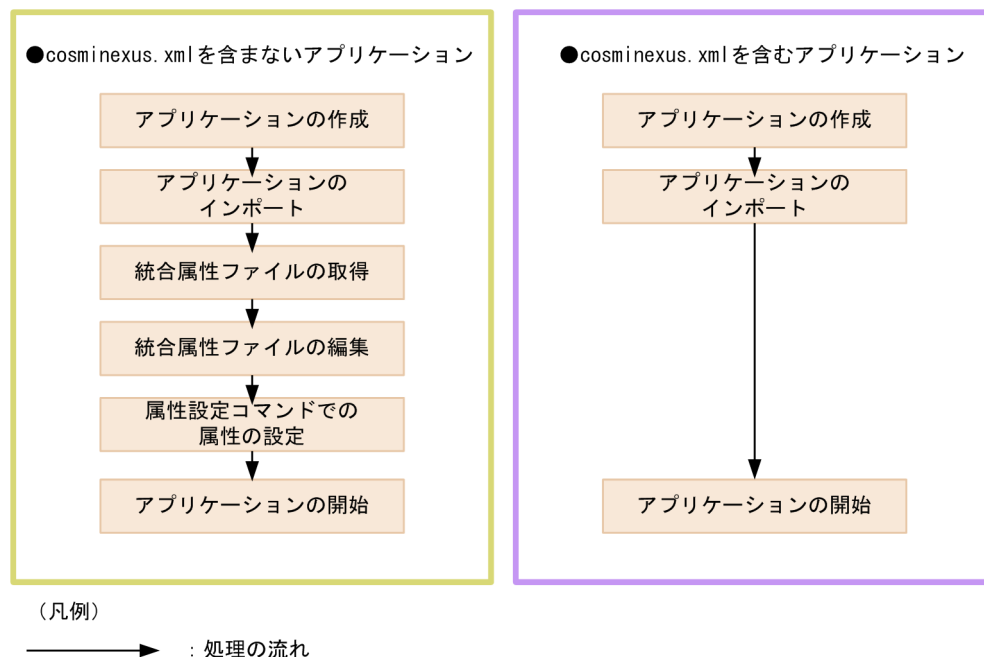 ●cosminexus.xmlを含まないアプリケーション
アプリケーションの作成
アプリケーションの
インポート
統合属性ファイルの取得
統合属性ファイルの編集
属性設定コマンドでの
属性の設定
アプリケーションの開始
●cosminexus.xmlを含むアプリケーション
アプリケーションの作成
アプリケーションの
インポート
アプリケーションの開始
（凡例）
：処理の流れ